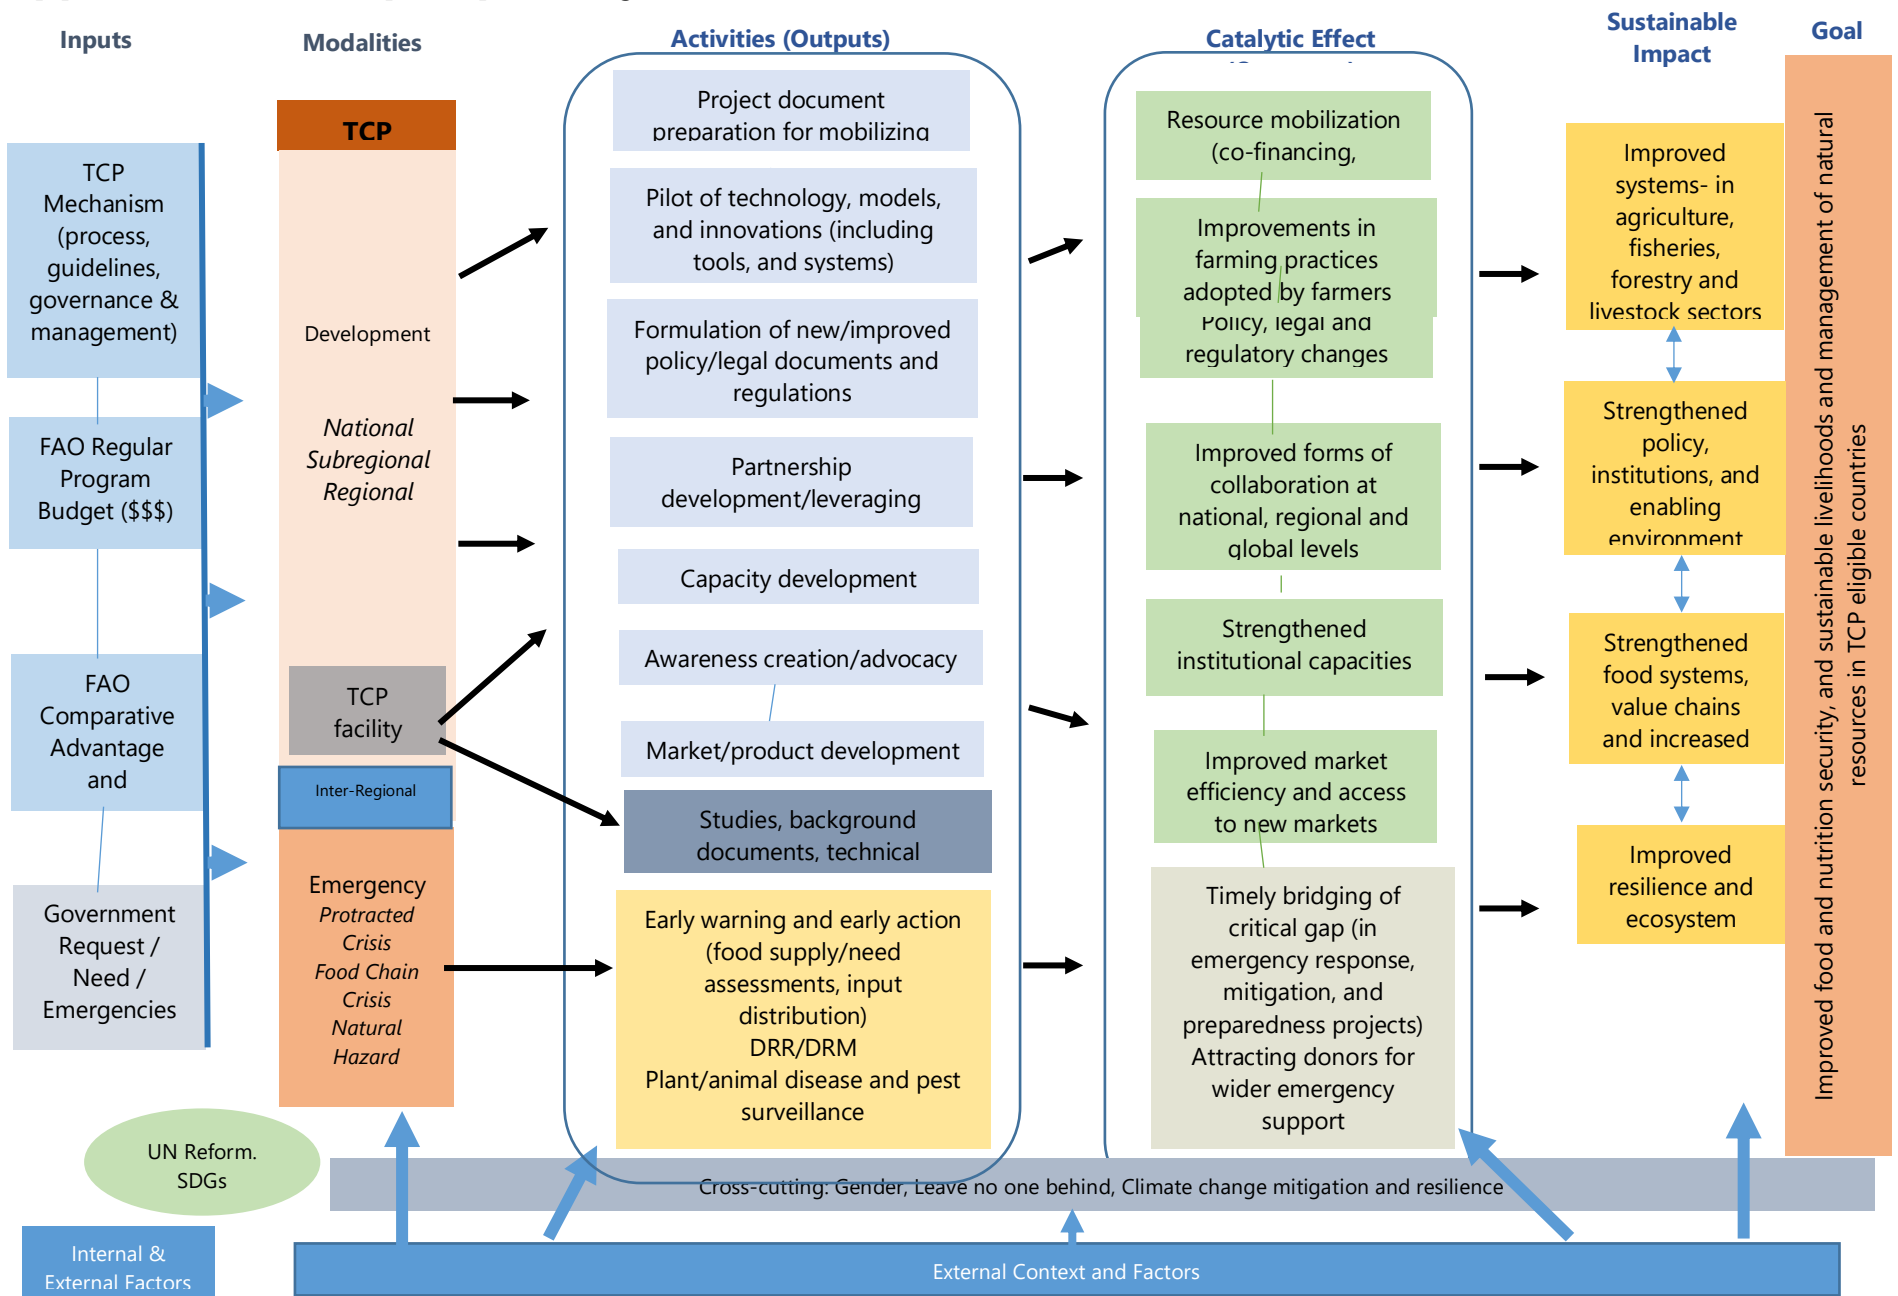 Inputs
Modalities
Activities (Outputs)
Catalytic Effect
Sustainable
Impact
Goal
TCP
Mechanism
(process,
guidelines,
governance &
management)
FAO Regular
Program
Budget ($$$)
FAO
Comparative
Advantage
and
Government
Request /
Need /
Emergencies
TCP
Development
National
Subregional
Regional
TCP
facility
Inter-Regional
Emergency
Protracted
Crisis
Food Chain
Crisis
Natural
Hazard
Project document
preparation for mobilizing
Pilot of technology, models,
and innovations (including
tools, and systems)
Formulation of new/improved
policy/legal documents and
regulations
Partnership
development/leveraging
Capacity development
Awareness creation/advocacy
Market/product development
Studies, background
documents, technical
Early warning and early action
(food supply/need
assessments, input
distribution)
DRR/DRM
Plant/animal disease and pest
surveillance
Resource mobilization
(co-financing,
Improvements in
farming practices
adopted by farmers
Policy, legal and
regulatory changes
Improved forms of
collaboration at
national, regional and
global levels
Strengthened
institutional capacities
Improved market
efficiency and access
to new markets
Timely bridging of
critical gap (in
emergency response,
mitigation, and
preparedness projects)
Attracting donors for
wider emergency
support
Improved
systems- in
agriculture,
fisheries,
forestry and
livestock sectors
Strengthened
policy,
institutions, and
enabling
environment
Strengthened
food systems,
value chains
and increased
Improved
resilience and
ecosystem
Improved food and nutrition security, and sustainable livelihoods and management of natural
resources in TCP eligible countries
UN Reform.
SDGs
Cross-cutting: Gender, Leave no one behind, Climate change mitigation and resilience
Internal &
External Factors
External Context and Factors